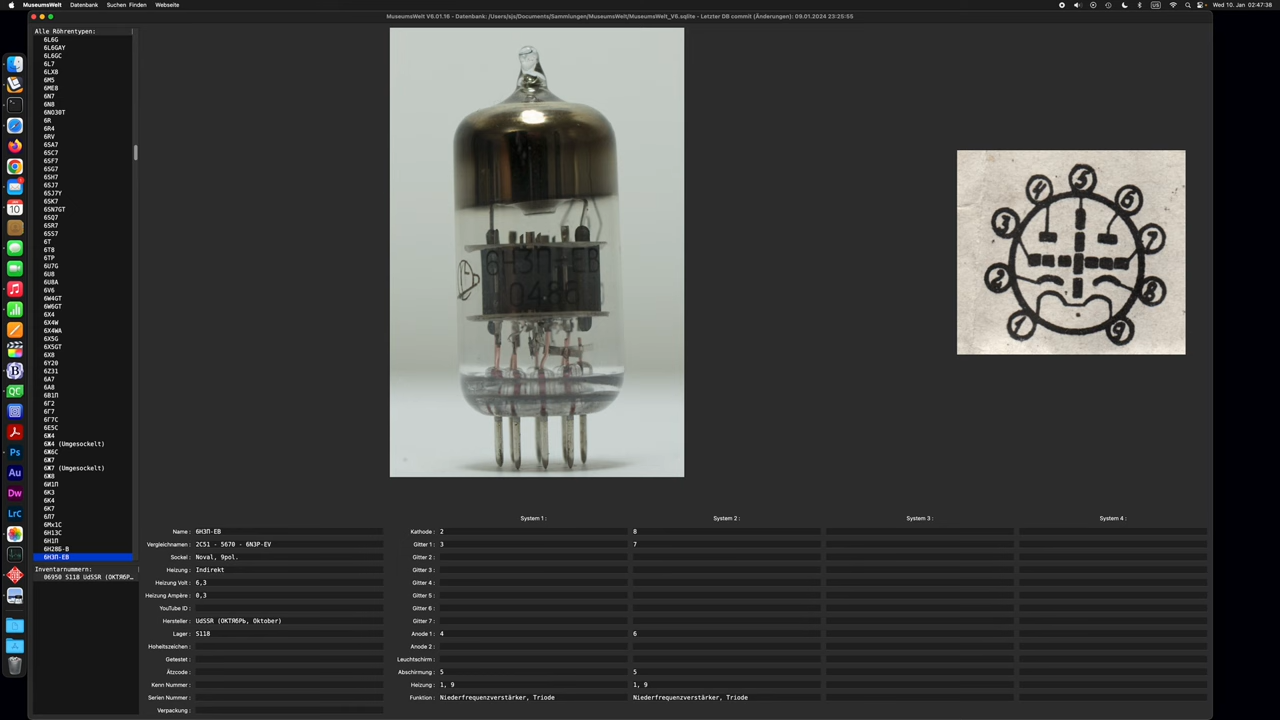 MuseumsWelt Datenbank Suchen Finden Webseite
US
Wed 10. Jan. 02:47:38
MuseumsWelt V6.01.16 - Datenbank: /Users/sjs/Documents/Sammlungen/MuseumsWelt/MuseumsWelt_V6.sqlite - Letzter DB commit (Änderungen): 09.01.2024 23:25:55
Alle Röhrentypen:
6L6G
6L6GAY
6L6GC
6L7
6LX8
6M5
6ME8
6N7
6N8
6NO30T
6R
6R4
6RV
6SA7
6SC7
6SF7
6SG7
6SH7
6SJ7
6SJ7Y
6SK7
6SN7GT
6SQ7
6SR7
6SS7
6T
6T8
6TP
6U7G
6U8
6U8A
6V6
6W4GT
6W6GT
6X4
6X4W
6X4WA
6X5G
6X5GT
6X8
6Y20
6Z31
6А7
6А8
6В1П
6Г2
6Г7
6Г7С
6Е5С
6Ж4
6Ж4 (Umgesockelt)
6Ж6С
6Ж7
6Ж7 (Umgesockelt)
6Ж8
6И1П
6К3
6К4
6К7
6Л7
6Мх1С
6Н13С
6Н1П
6Н28Б-В
6Н3П-ЕВ
Inventarnummern:
06950 S118 UdSSR (ОКТЯбР…
6Н3П-ЕВ
0486
4 5 6
3 7
2 8
1 9
System 1 : System 2 : System 3 : System 4 :
Name : 6Н3П-ЕВ Kathode : 2 8
Vergleichnamen : 2C51 - 5670 - 6N3P-EV Gitter 1 : 3 7
Sockel : Noval, 9pol. Gitter 2 :
Heizung : Indirekt Gitter 3 :
Heizung Volt : 6,3 Gitter 4 :
Heizung Ampère : 0,3 Gitter 5 :
YouTube ID : Gitter 6 :
Hersteller : UdSSR (ОКТЯбРЬ, Oktober) Gitter 7 :
Lager : S118 Anode 1 : 4 6
Hoheitszeichen : Anode 2 :
Getestet : Leuchtschirm :
Ätzcode : Abschirmung : 5 5
Kenn Nummer : Heizung : 1, 9 1, 9
Serien Nummer : Funktion : Niederfrequenzverstärker, Triode Niederfrequenzverstärker, Triode
Verpackung :